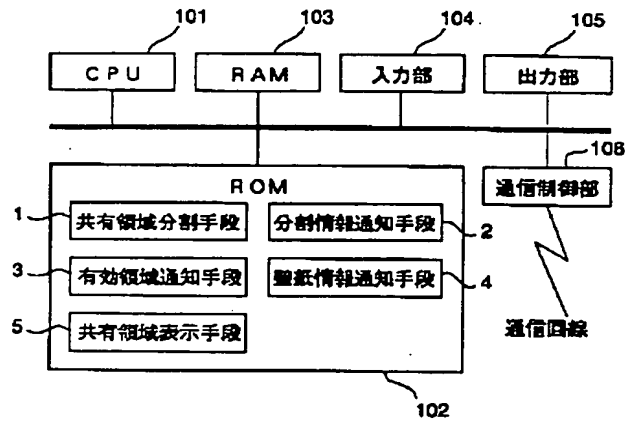 101
103
104
105
CPU
RAM
入力部
出力部
106
ROM
通信制御部
1
共有領域分割手段
分割情報通知手段
2
3
有効領域通知手段
壁紙情報通知手段
4
5
共有領域表示手段
通信回線
102